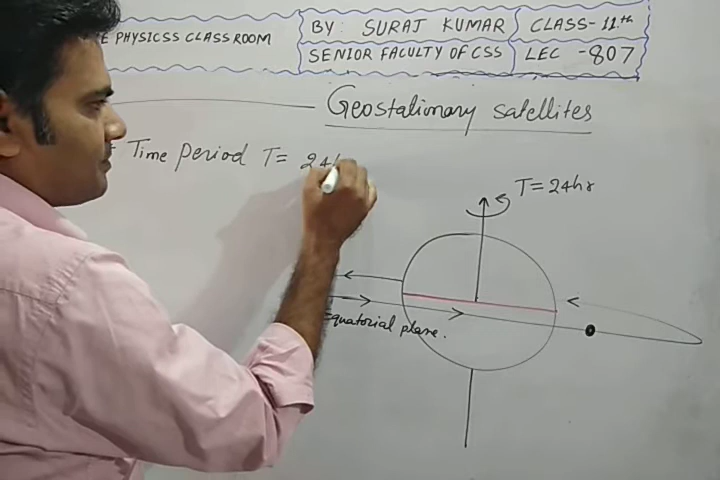 PHYSICSS CLASS ROOM
BY: SURAJ KUMAR
CLASS-11th
SENIOR FACULTY OF CSS
LEC -807
Geostationary satellites
Time period T= 24h
T=24hr
Equatorial plane.